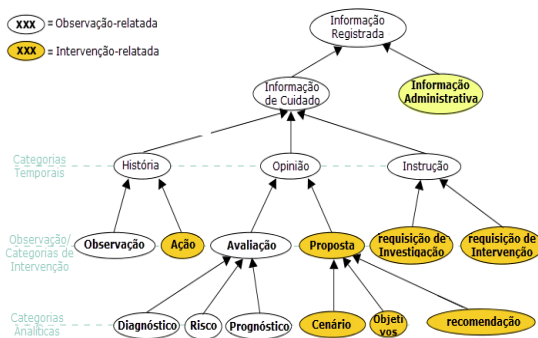 xxx = Observação-relatada
xxx = Intervenção-relatada
Informação
Registrada
Informação
de Cuidado
Informação
Administrativa
Categorias
Temporais
História
Opinião
Instrução
Observação/
Categorias de
Intervenção
Observação
Ação
Avaliação
Proposta
requisição de
Investigação
requisição de
Intervenção
Categorias
Analíticas
Diagnóstico
Risco
Prognóstico
Cenário
Objeti
vos
recomendação